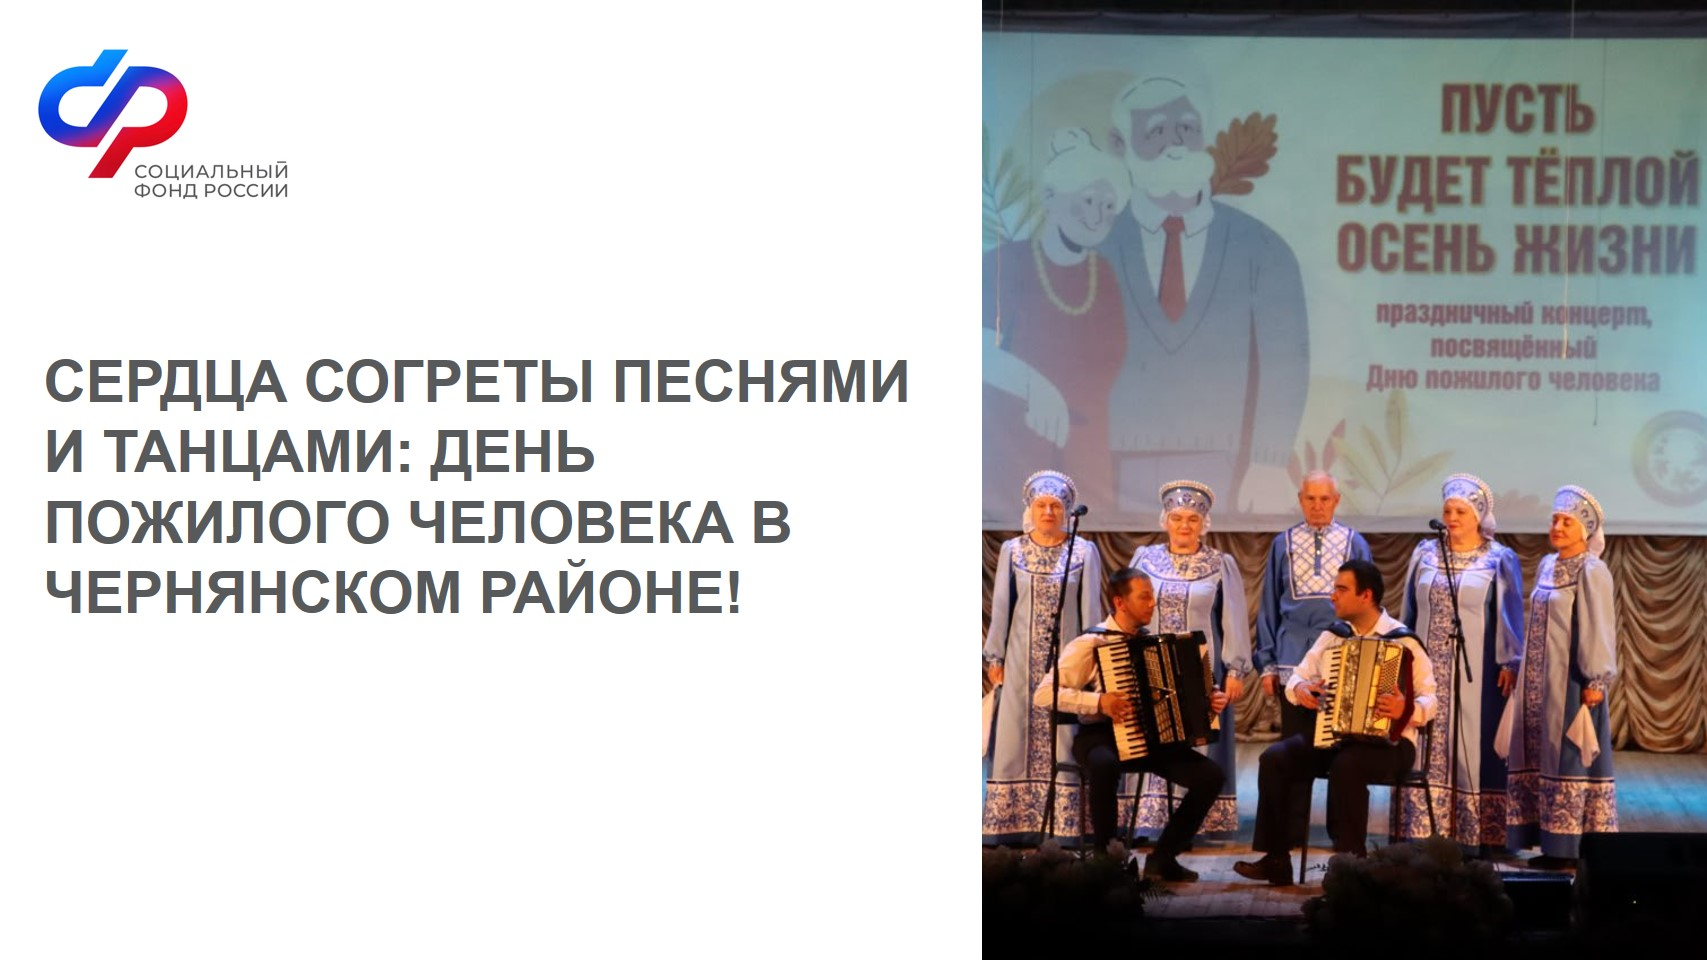 СОЦИАЛЬНЫЙ
ФОНД РОССИИ
СЕРДЦА СОГРЕТЫ ПЕСНЯМИ
И ТАНЦАМИ: ДЕНЬ
ПОЖИЛОГО ЧЕЛОВЕКА В
ЧЕРНЯНСКОМ РАЙОНЕ!
ПУСТЬ
БУДЕТ ТЁПЛОЙ
ОСЕНЬ ЖИЗНИ
праздничный концерт,
посвящённый
Дню пожилого человека